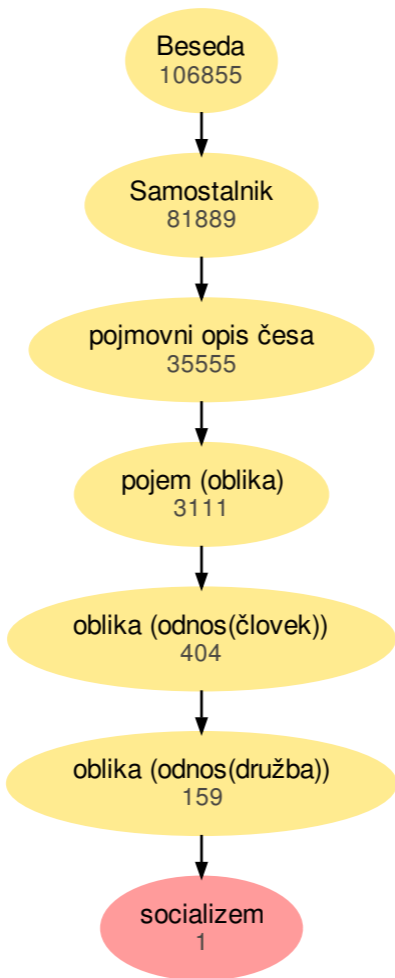 Beseda
106855
Samostalnik
81889
pojmovni opis česa
35555
pojem (oblika)
3111
oblika (odnos(človek))
404
oblika (odnos(družba))
159
socializem
1